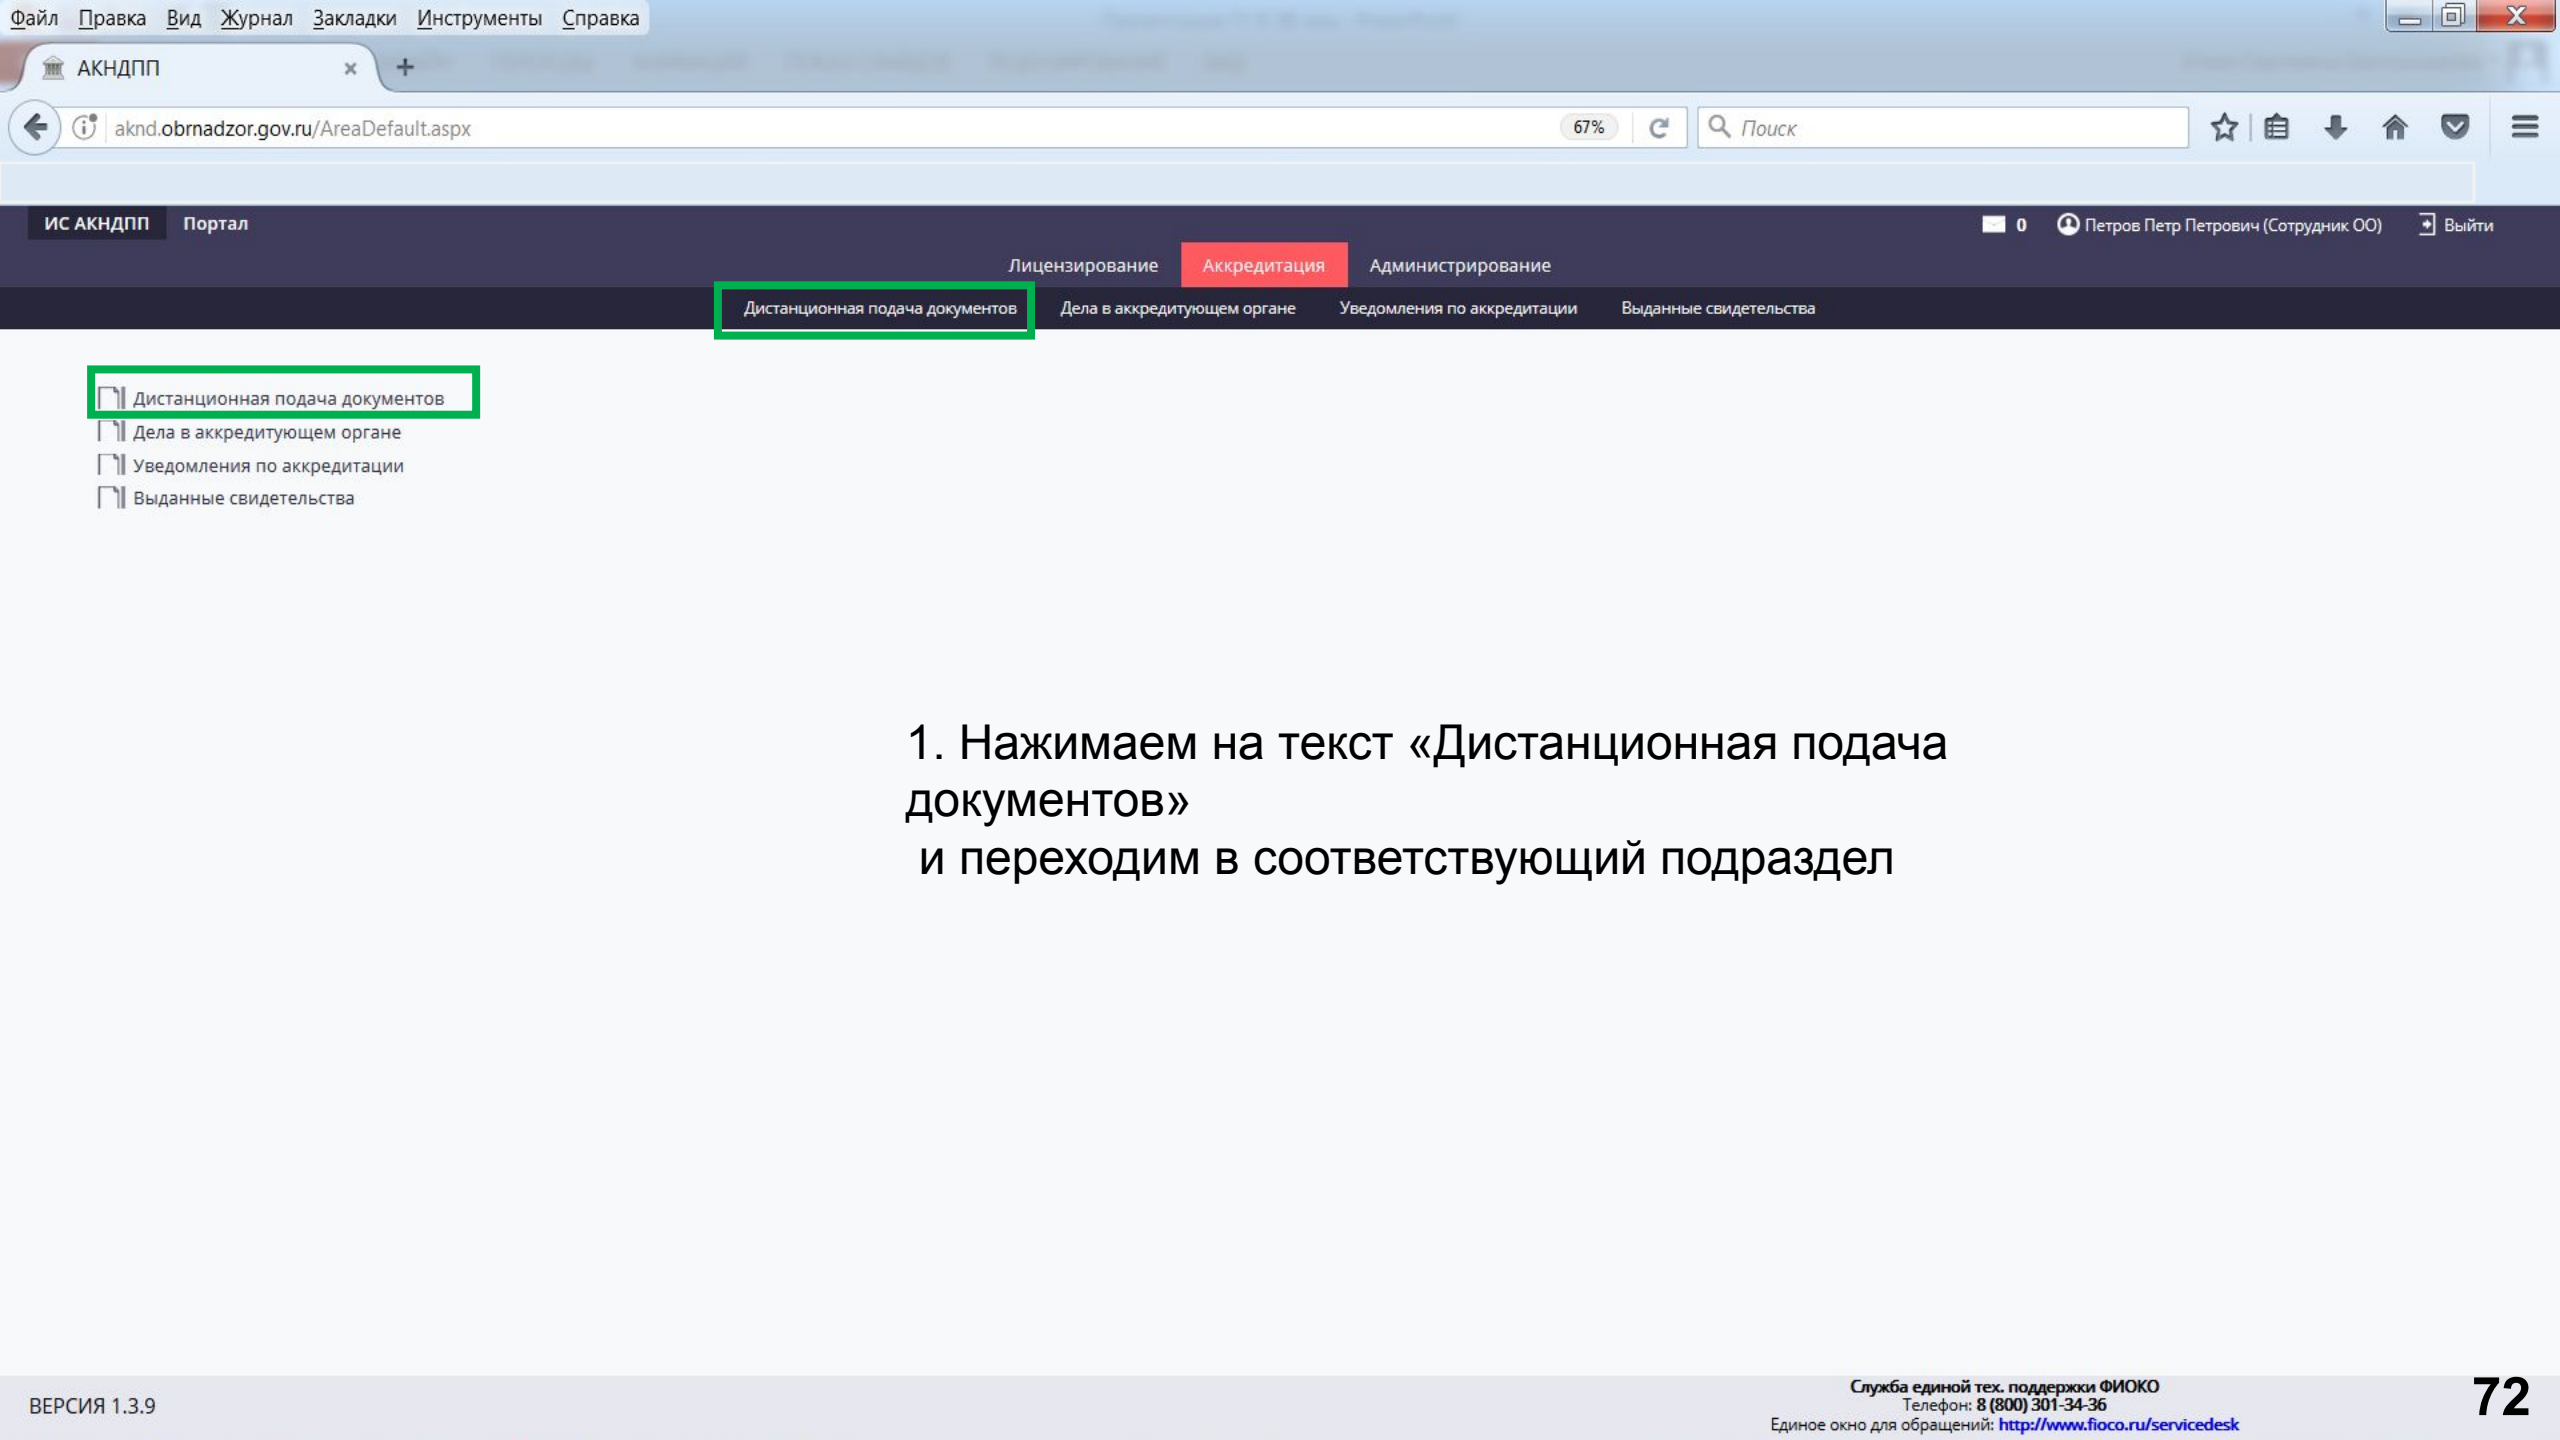 Файл Правка Вид Журнал Закладки Инструменты Справка
АКНДПП
aknd.obrnadzor.gov.ru/AreaDefault.aspx 67% Поиск
ИС АКНДПП Портал 0 Петров Петр Петрович (Сотрудник ОО) Выйти
Лицензирование Аккредитация Администрирование
Дистанционная подача документов Дела в аккредитующем органе Уведомления по аккредитации Выданные свидетельства
Дистанционная подача документов
Дела в аккредитующем органе
Уведомления по аккредитации
Выданные свидетельства
1. Нажимаем на текст «Дистанционная подача
документов»
и переходим в соответствующий подраздел
ВЕРСИЯ 1.3.9
Служба единой тех. поддержки ФИОКО
Телефон: 8 (800) 301-34-36
Единое окно для обращений: http://www.fioco.ru/servicedesk
72